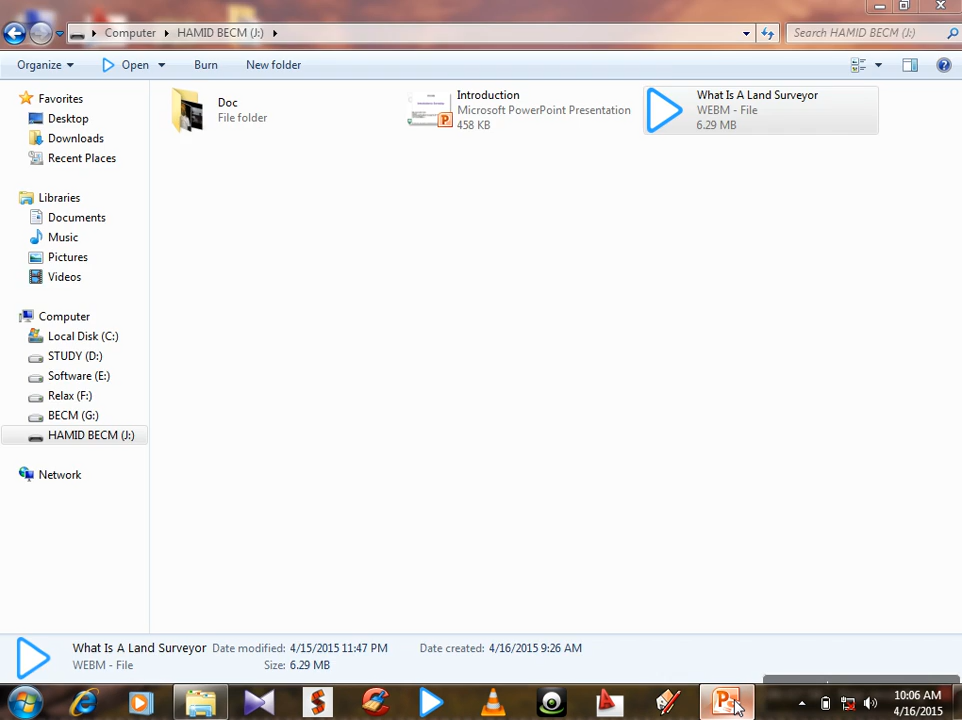 Computer HAMID BECM (J:) Search HAMID BECM (J:)
Organize Open Burn New folder
Favorites
Desktop
Downloads
Recent Places
Libraries
Documents
Music
Pictures
Videos
Computer
Local Disk (C:)
STUDY (D:)
Software (E:)
Relax (F:)
BECM (G:)
HAMID BECM (J:)
Network
Doc
File folder
Introduction
Microsoft PowerPoint Presentation
458 KB
What Is A Land Surveyor
WEBM - File
6.29 MB
What Is A Land Surveyor Date modified: 4/15/2015 11:47 PM Date created: 4/16/2015 9:26 AM
WEBM - File Size: 6.29 MB
10:06 AM
4/16/2015